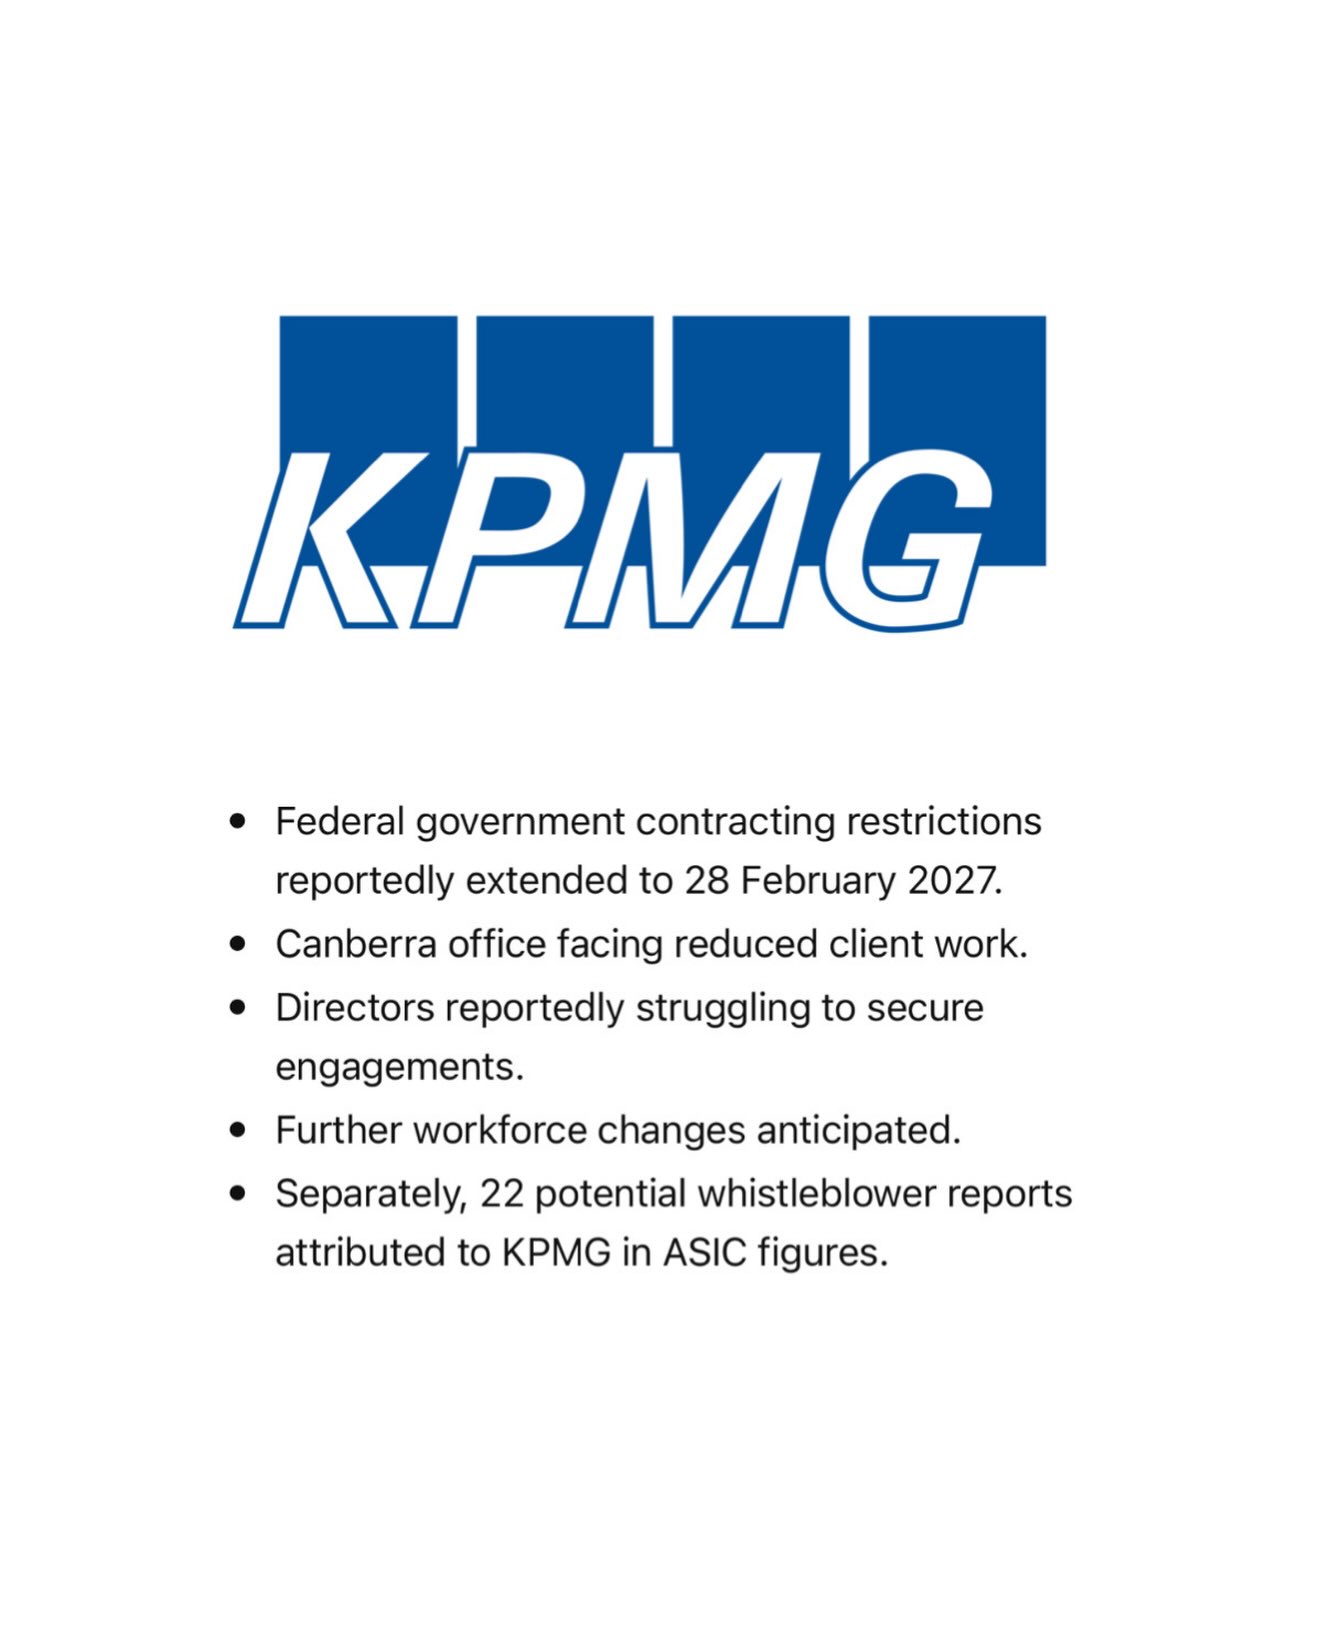 KPMG
• Federal government contracting restrictions
reportedly extended to 28 February 2027.
• Canberra office facing reduced client work.
• Directors reportedly struggling to secure
engagements.
• Further workforce changes anticipated.
• Separately, 22 potential whistleblower reports
attributed to KPMG in ASIC figures.